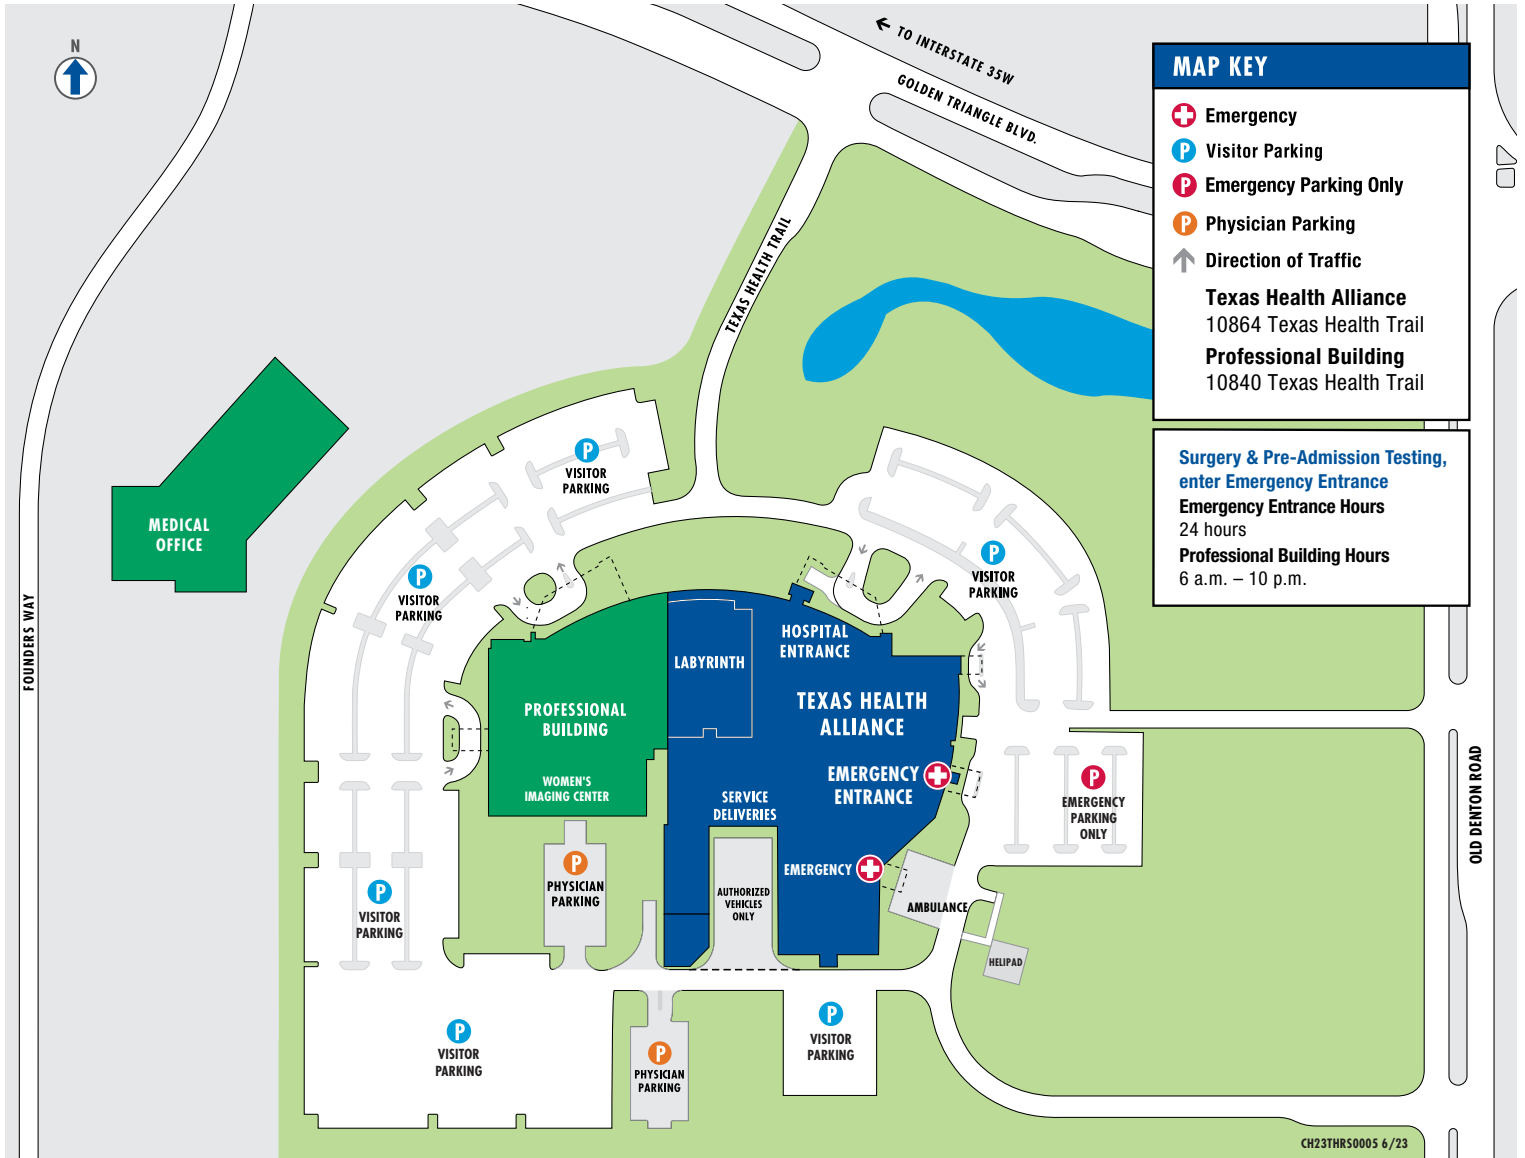 N
TO INTERSTATE 35W
GOLDEN TRIANGLE BLVD.
TEXAS HEALTH TRAIL
FOUNDERS WAY
OLD DENTON ROAD
MAP KEY
Emergency
P Visitor Parking
P Emergency Parking Only
P Physician Parking
Direction of Traffic
Texas Health Alliance
10864 Texas Health Trail
Professional Building
10840 Texas Health Trail
Surgery & Pre-Admission Testing,
enter Emergency Entrance
Emergency Entrance Hours
24 hours
Professional Building Hours
6 a.m. – 10 p.m.
MEDICAL
OFFICE
P
VISITOR
PARKING
P
VISITOR
PARKING
P
VISITOR
PARKING
HOSPITAL
ENTRANCE
LABYRINTH
TEXAS HEALTH
ALLIANCE
PROFESSIONAL
BUILDING
WOMEN'S
IMAGING CENTER
EMERGENCY
ENTRANCE
SERVICE
DELIVERIES
P
EMERGENCY
PARKING
ONLY
EMERGENCY
P
PHYSICIAN
PARKING
AUTHORIZED
VEHICLES
ONLY
AMBULANCE
P
VISITOR
PARKING
HELIPAD
P
VISITOR
PARKING
P
PHYSICIAN
PARKING
P
VISITOR
PARKING
CH23THRS0005 6/23